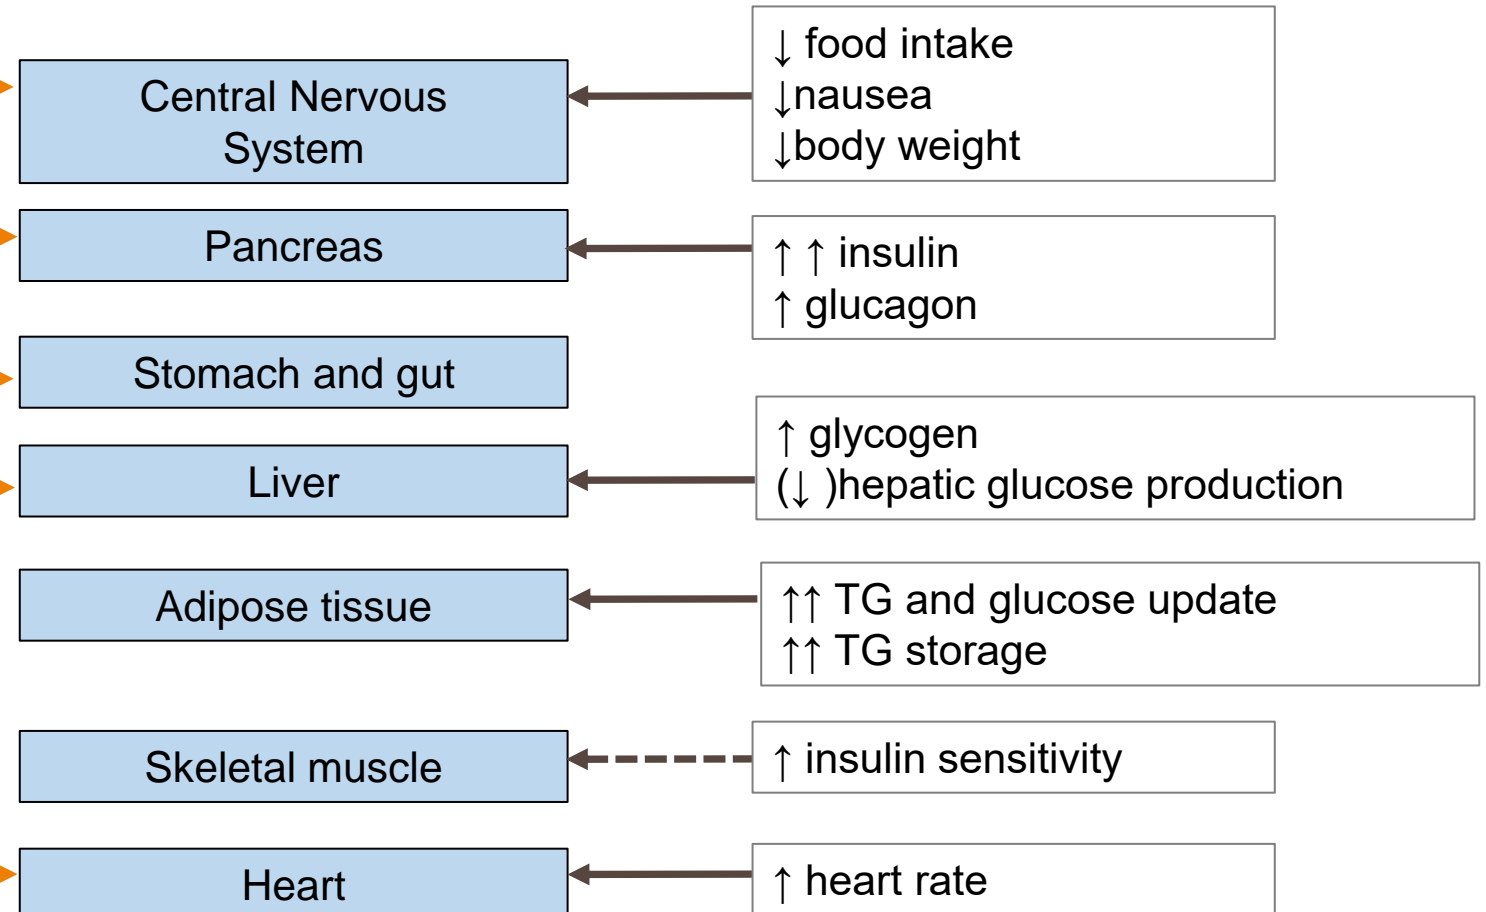 Central Nervous
System
↓ food intake
↓nausea
↓body weight
Pancreas
↑ ↑ insulin
↑ glucagon
Stomach and gut
Liver
↑ glycogen
(↓ )hepatic glucose production
Adipose tissue
↑↑ TG and glucose update
↑↑ TG storage
Skeletal muscle
↑ insulin sensitivity
Heart
↑ heart rate